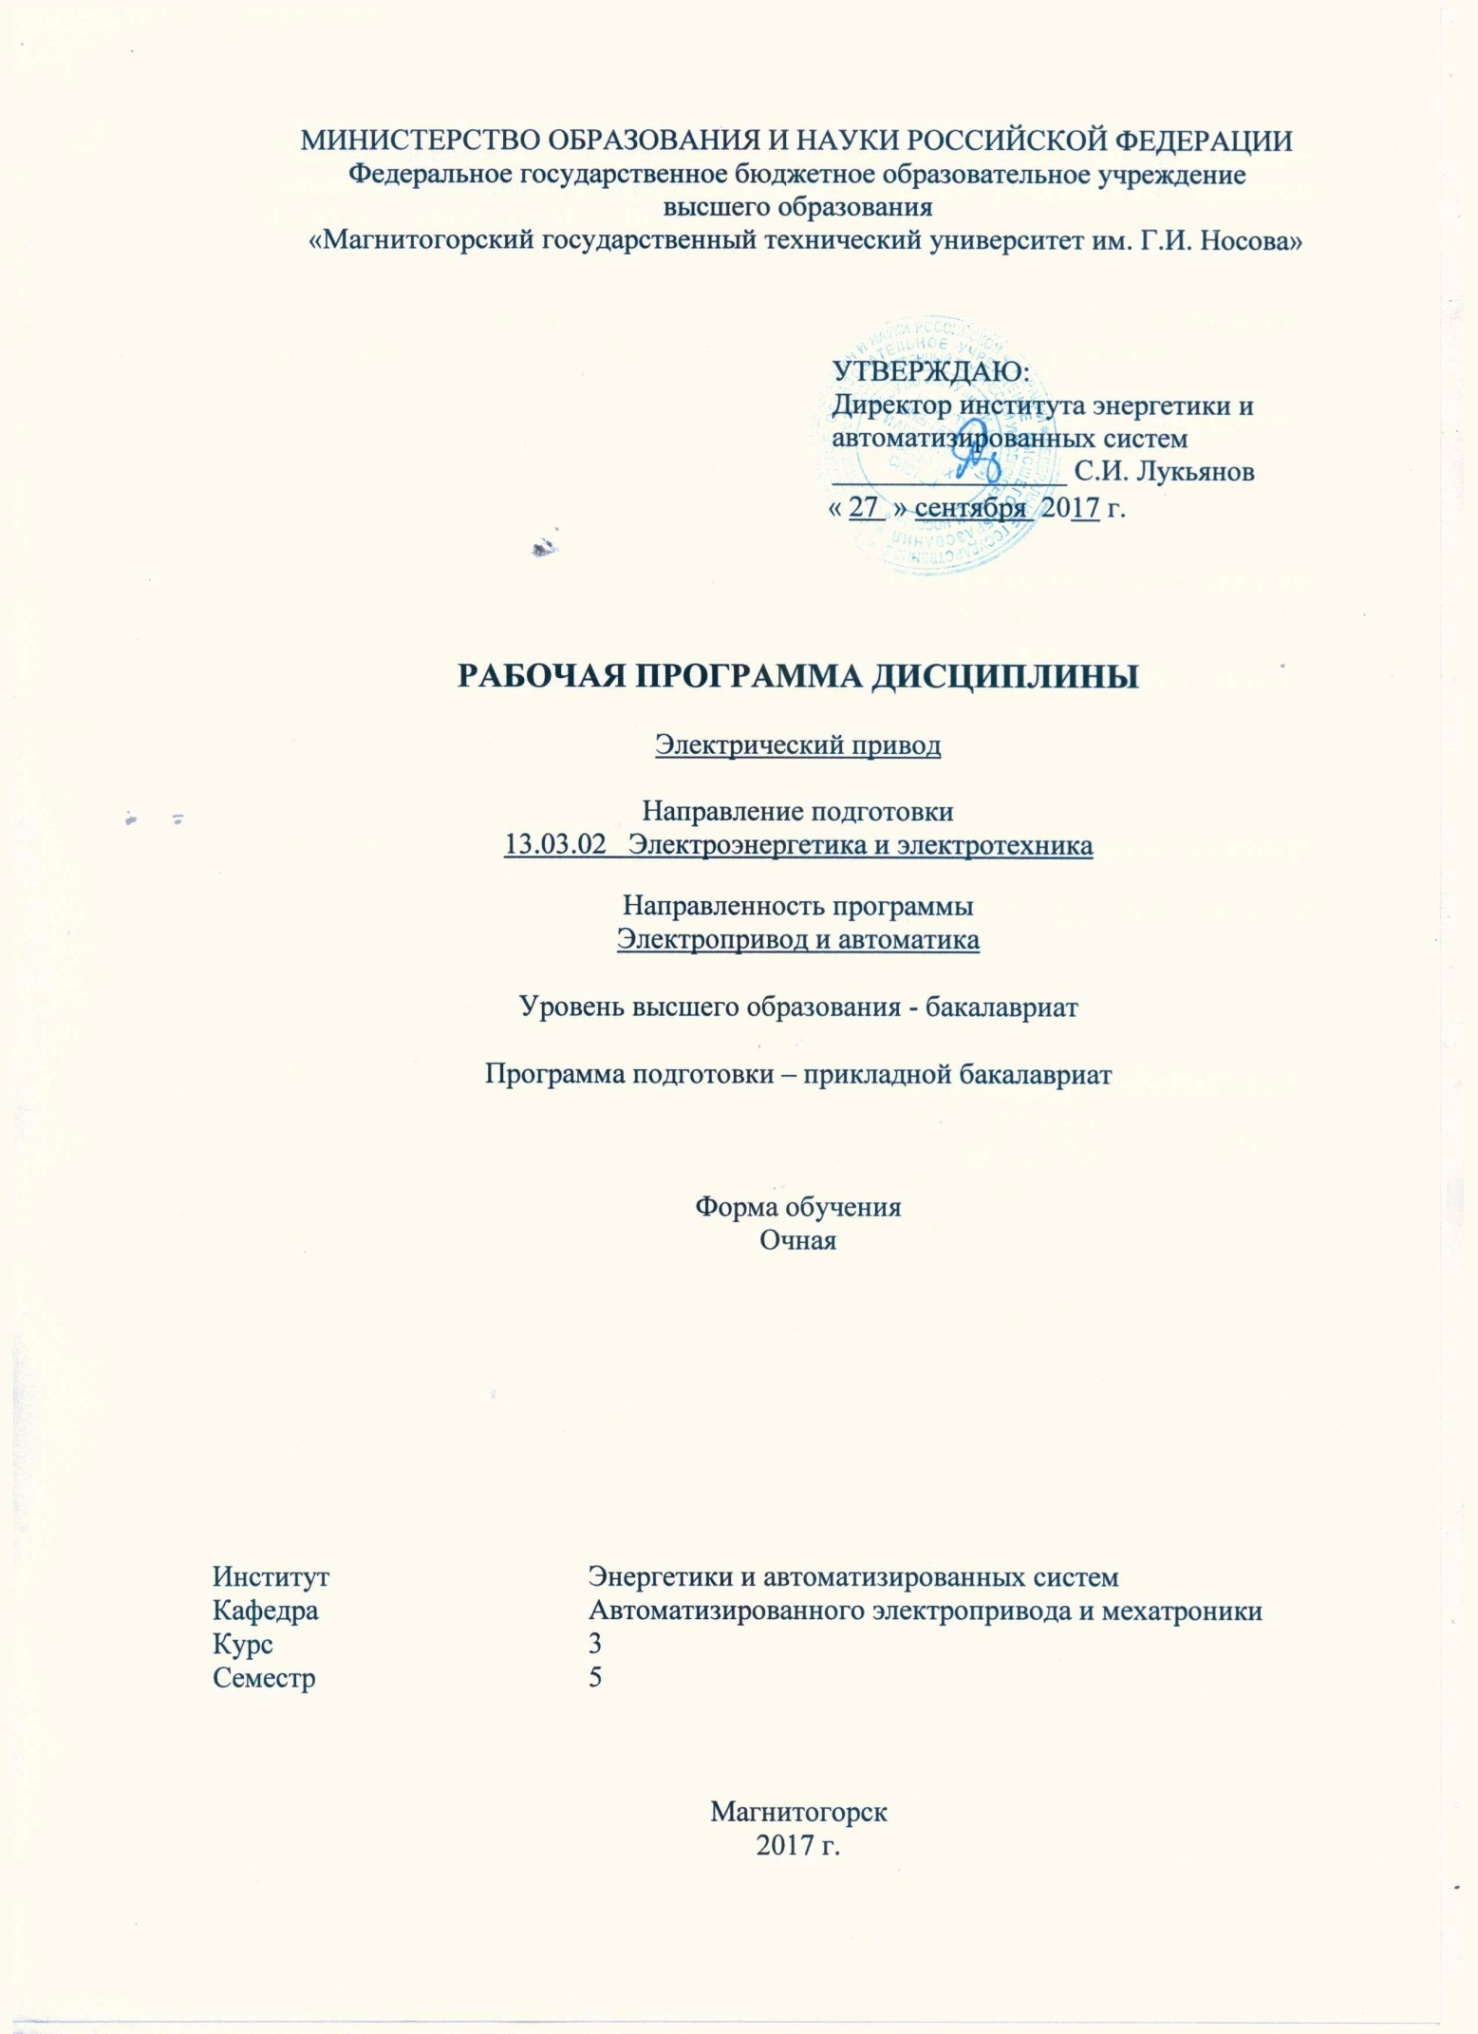 МИНИСТЕРСТВО ОБРАЗОВАНИЯ И НАУКИ РОССИЙСКОЙ ФЕДЕРАЦИИ
Федеральное государственное бюджетное образовательное учреждение
высшего образования
«Магнитогорский государственный технический университет им. Г.И. Носова»
УТВЕРЖДАЮ:
Директор института энергетики и
автоматизированных систем
С.И. Лукьянов
« 27 » сентября 2017 г.
РАБОЧАЯ ПРОГРАММА ДИСЦИПЛИНЫ
Электрический привод
Направление подготовки
13.03.02 Электроэнергетика и электротехника
Направленность программы
Электропривод и автоматика
Уровень высшего образования - бакалавриат
Программа подготовки – прикладной бакалавриат
Форма обучения
Очная
Институт Энергетики и автоматизированных систем
Кафедра Автоматизированного электропривода и мехатроники
Курс 3
Семестр 5
Магнитогорск
2017 г.